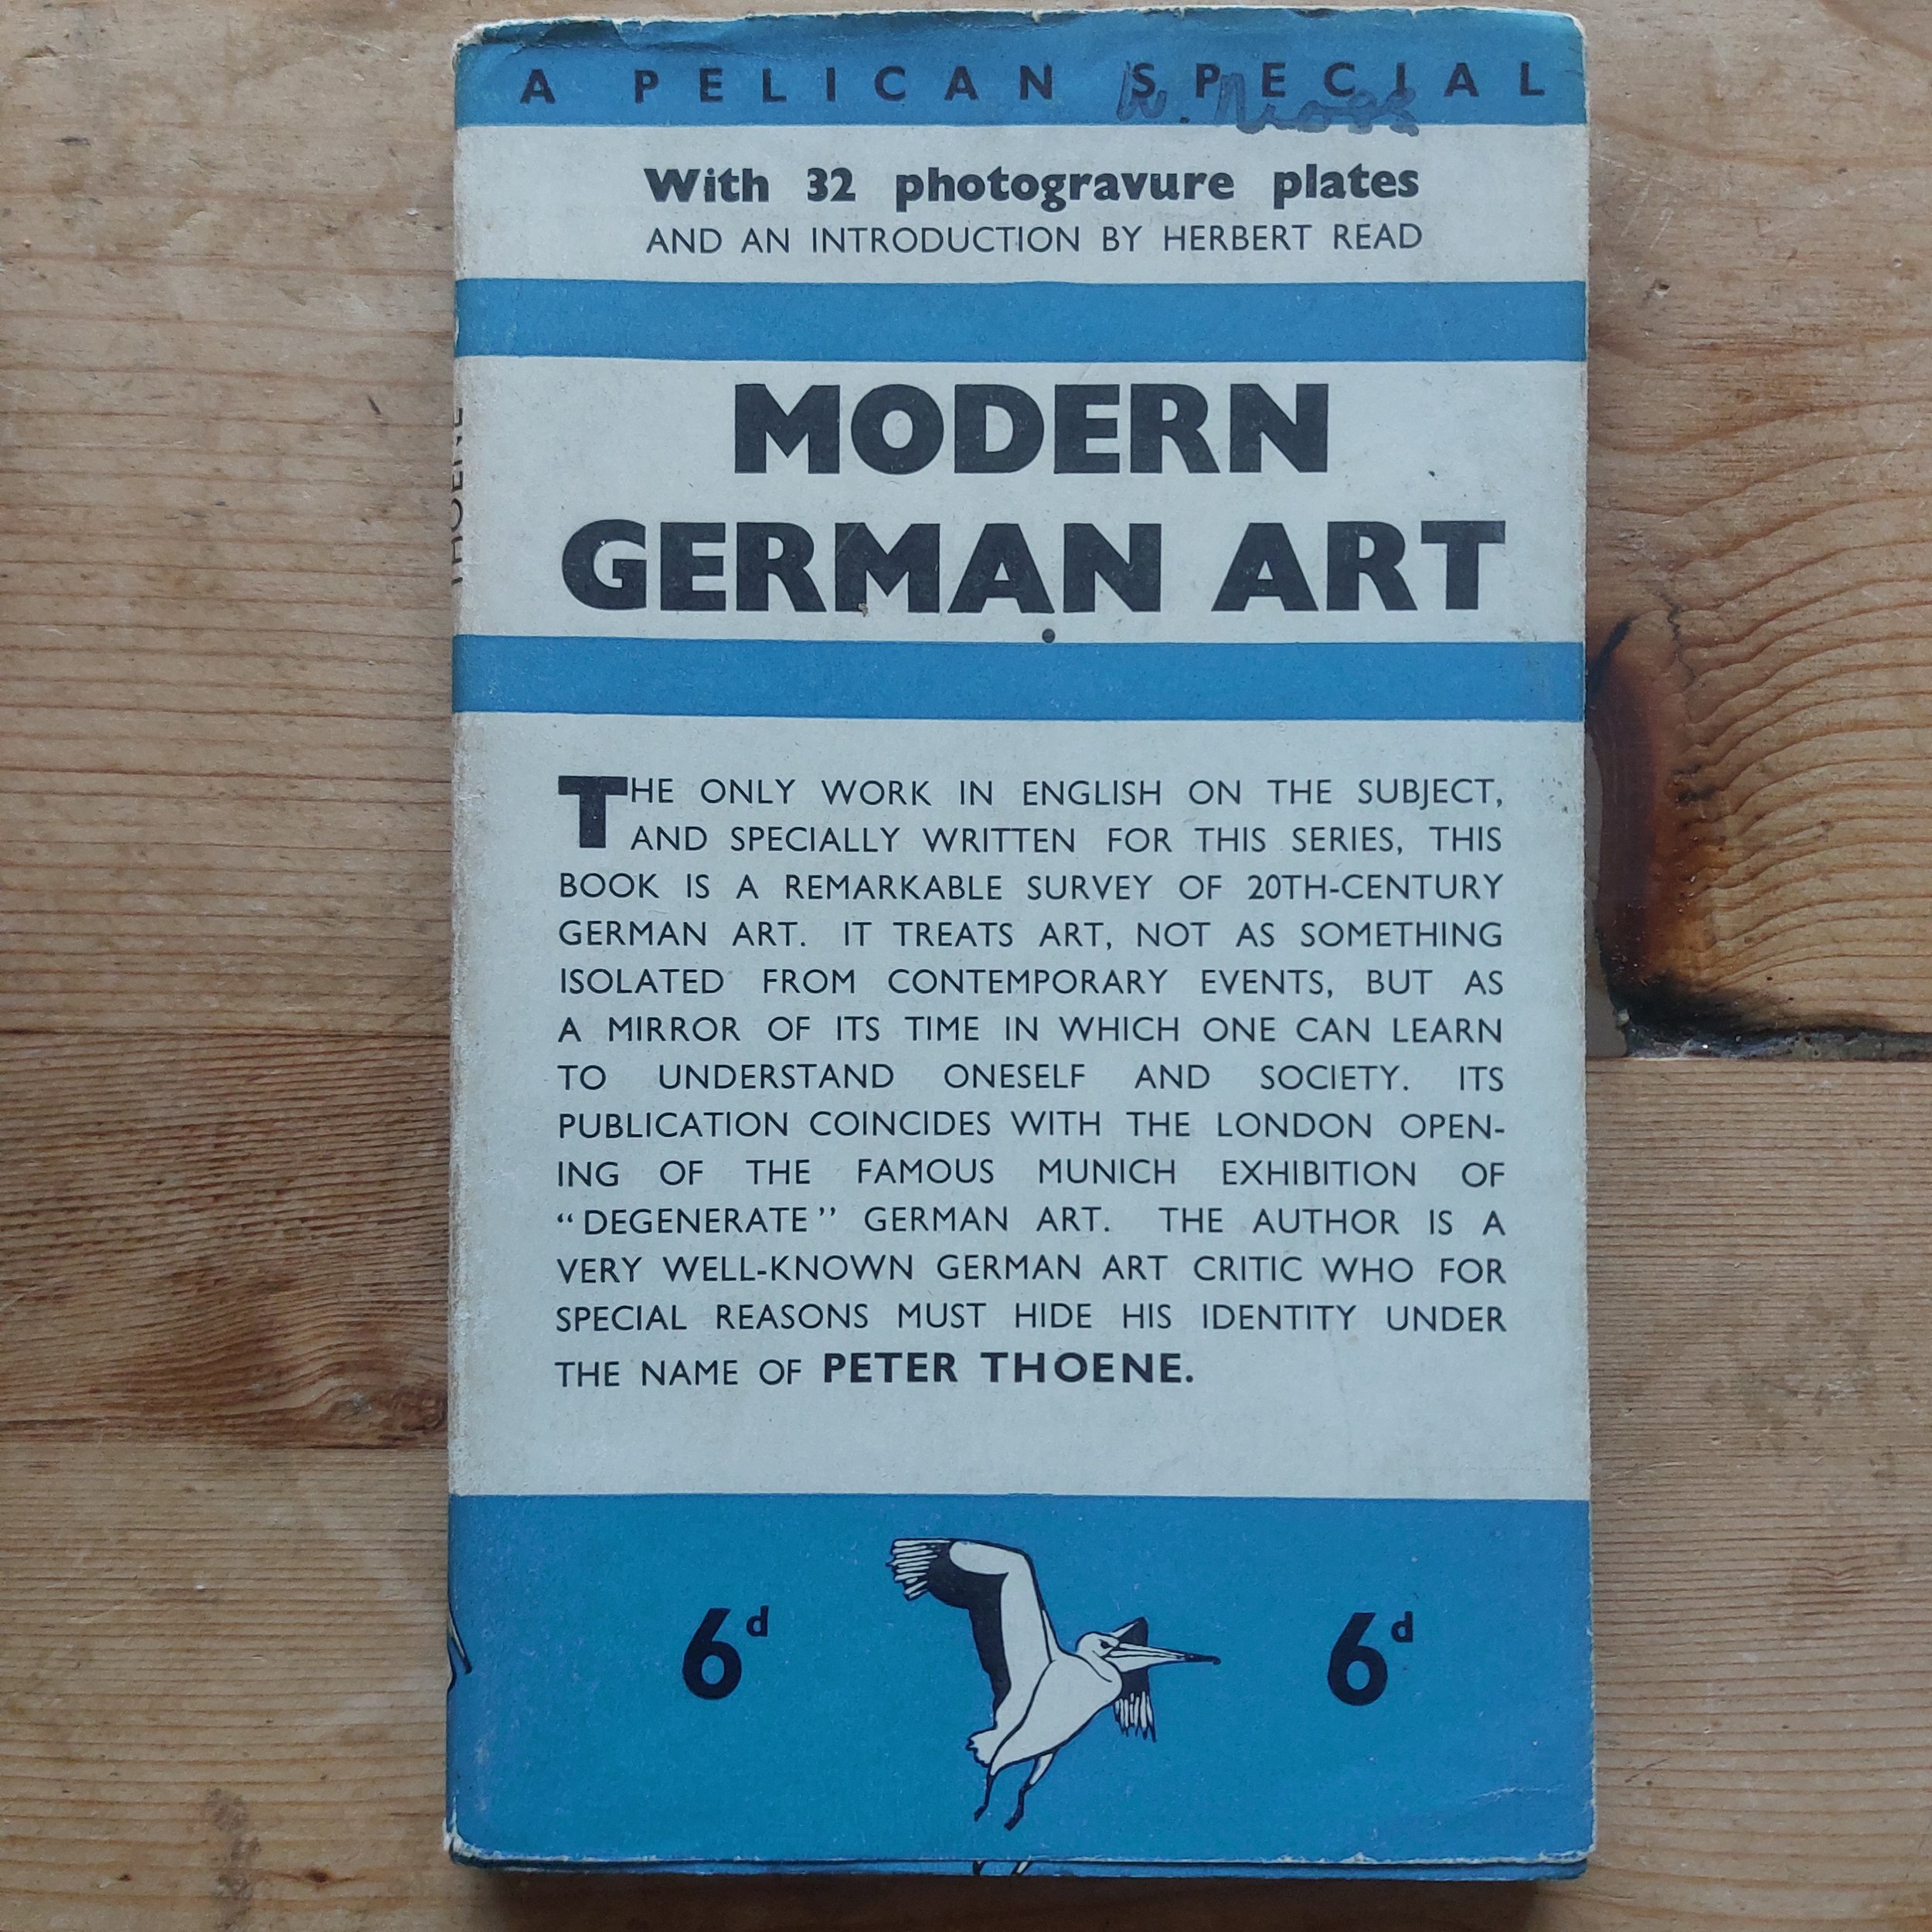 A PELICAN SPECIAL
With 32 photogravure plates
AND AN INTRODUCTION BY HERBERT READ
MODERN
GERMAN ART
THE ONLY WORK IN ENGLISH ON THE SUBJECT,
AND SPECIALLY WRITTEN FOR THIS SERIES, THIS
BOOK IS A REMARKABLE SURVEY OF 20TH-CENTURY
GERMAN ART. IT TREATS ART, NOT AS SOMETHING
ISOLATED FROM CONTEMPORARY EVENTS, BUT AS
A MIRROR OF ITS TIME IN WHICH ONE CAN LEARN
TO UNDERSTAND ONESELF AND SOCIETY. ITS
PUBLICATION COINCIDES WITH THE LONDON OPEN-
ING OF THE FAMOUS MUNICH EXHIBITION OF
“DEGENERATE” GERMAN ART. THE AUTHOR IS A
VERY WELL-KNOWN GERMAN ART CRITIC WHO FOR
SPECIAL REASONS MUST HIDE HIS IDENTITY UNDER
THE NAME OF PETER THOENE.
6d 6d
THOENE